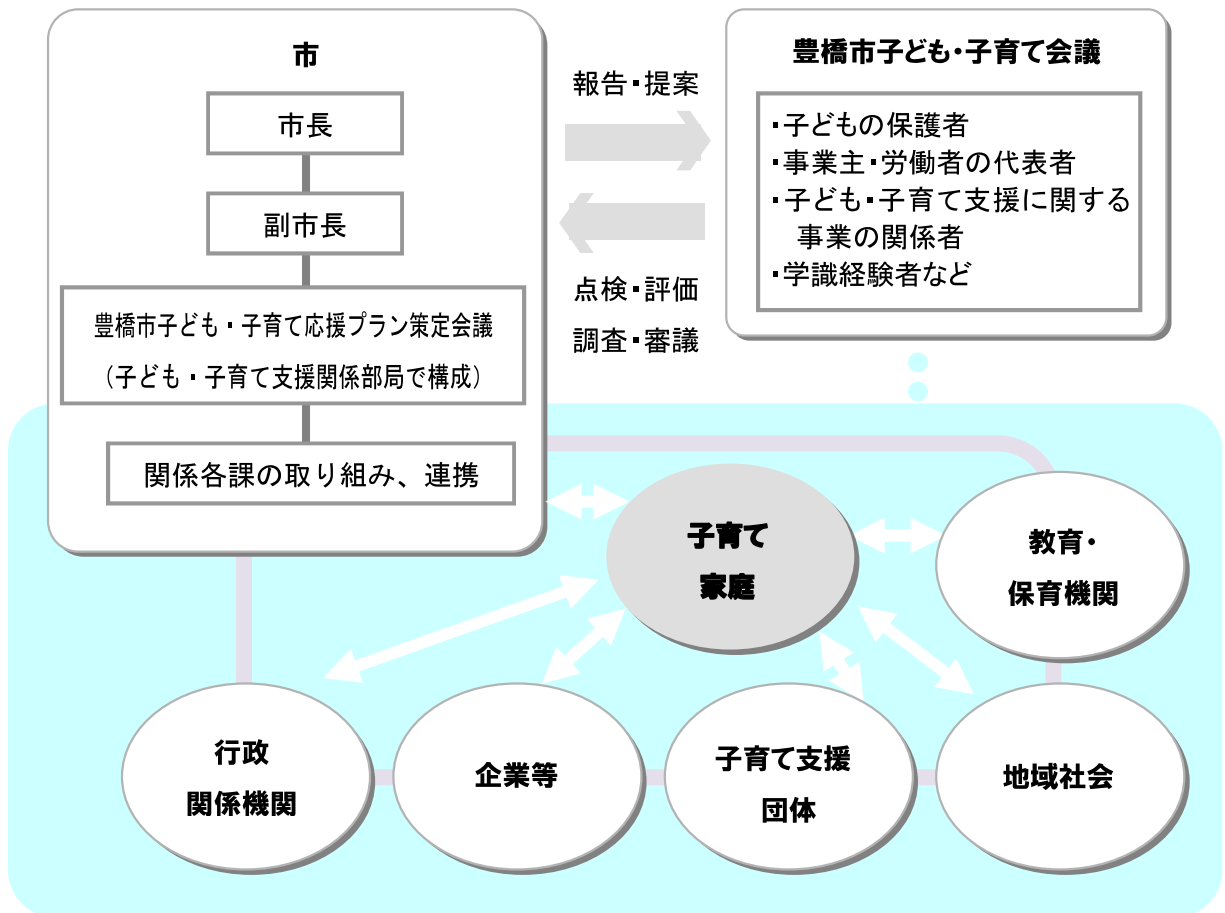 市
市長
副市長
豊橋市子ども・子育て応援プラン策定会議
（子ども・子育て支援関係部局で構成）
関係各課の取り組み、連携
報告・提案
点検・評価
調査・審議
豊橋市子ども・子育て会議
・子どもの保護者
・事業主・労働者の代表者
・子ども・子育て支援に関する
事業の関係者
・学識経験者など
子育て
家庭
教育・
保育機関
行政
関係機関
企業等
子育て支援
団体
地域社会